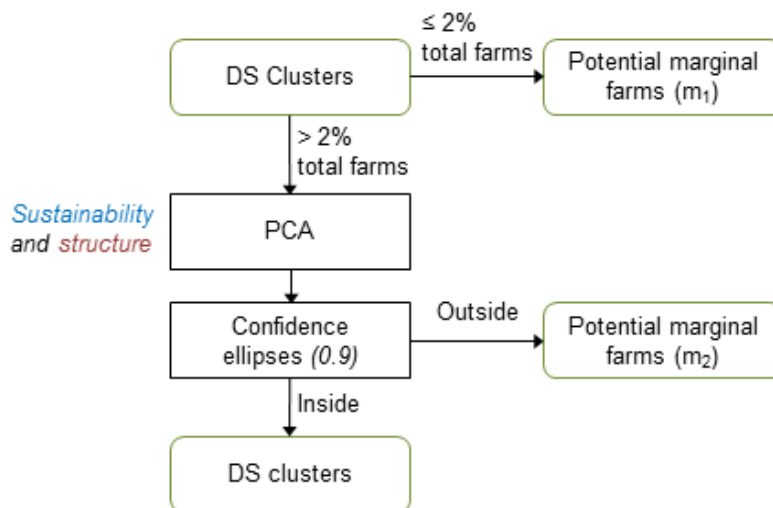 ≤ 2%
total farms
DS Clusters
Potential marginal
farms (m₁)
> 2%
total farms
Sustainability
and structure
PCA
Confidence
ellipses (0.9)
Outside
Potential marginal
farms (m₂)
Inside
DS clusters